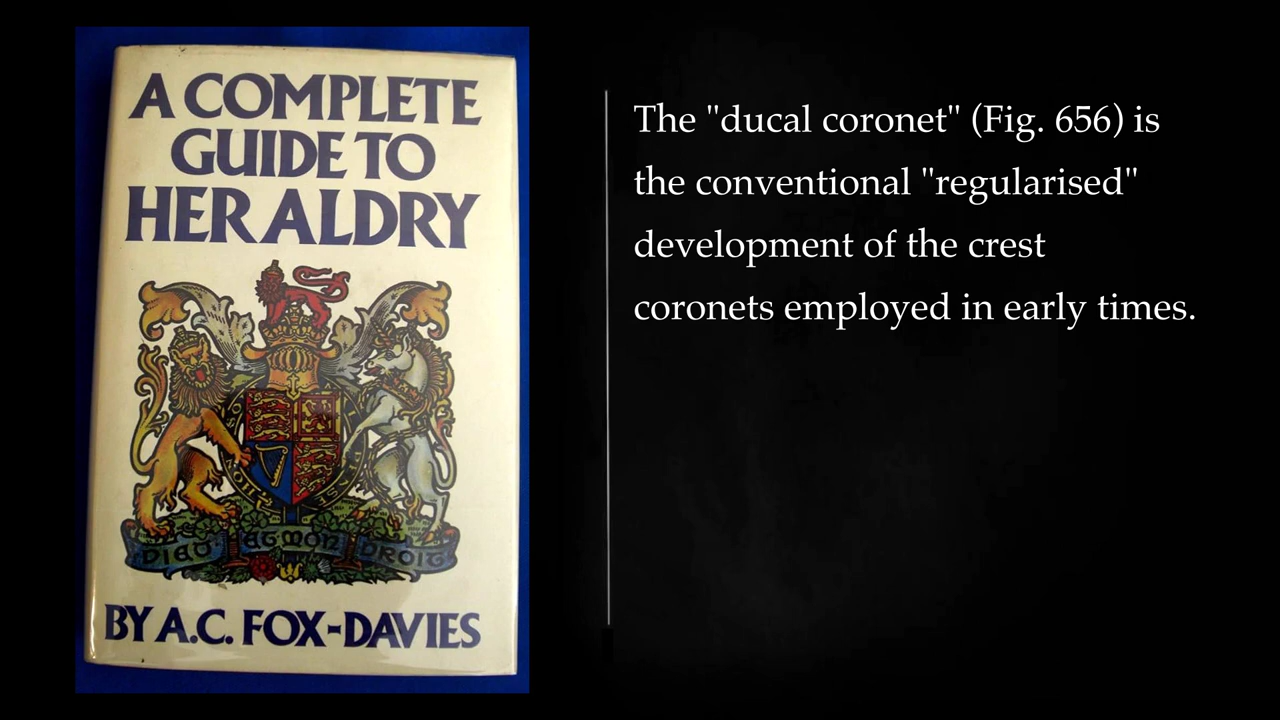 A COMPLETE
GUIDE TO
HERALDRY
DIEU ET MON DROIT
BY A.C. FOX-DAVIES
The "ducal coronet" (Fig. 656) is
the conventional "regularised"
development of the crest
coronets employed in early times.